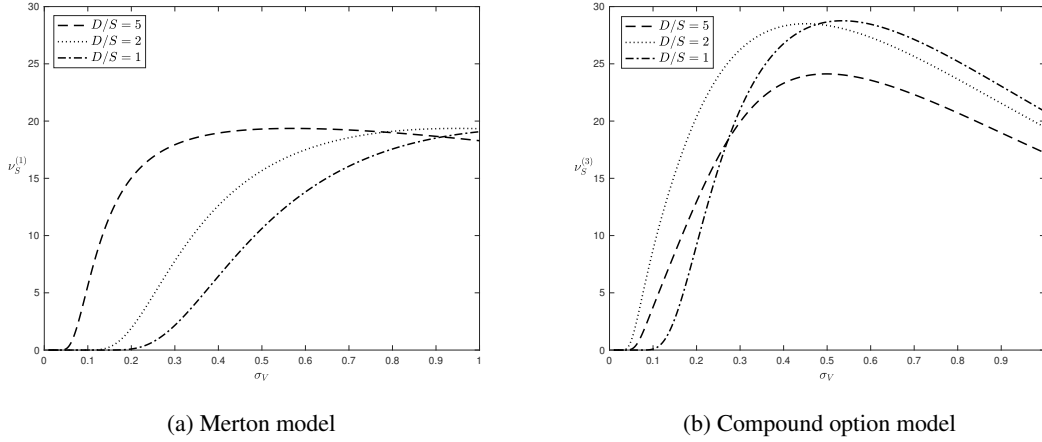 30
25
20
15
10
5
0
ν_S^(1)
D/S = 5
D/S = 2
D/S = 1
0 0.1 0.2 0.3 0.4 0.5 0.6 0.7 0.8 0.9 1
σ_V
(a) Merton model
30
25
20
15
10
5
0
ν_S^(3)
D/S = 5
D/S = 2
D/S = 1
0 0.1 0.2 0.3 0.4 0.5 0.6 0.7 0.8 0.9
σ_V
(b) Compound option model